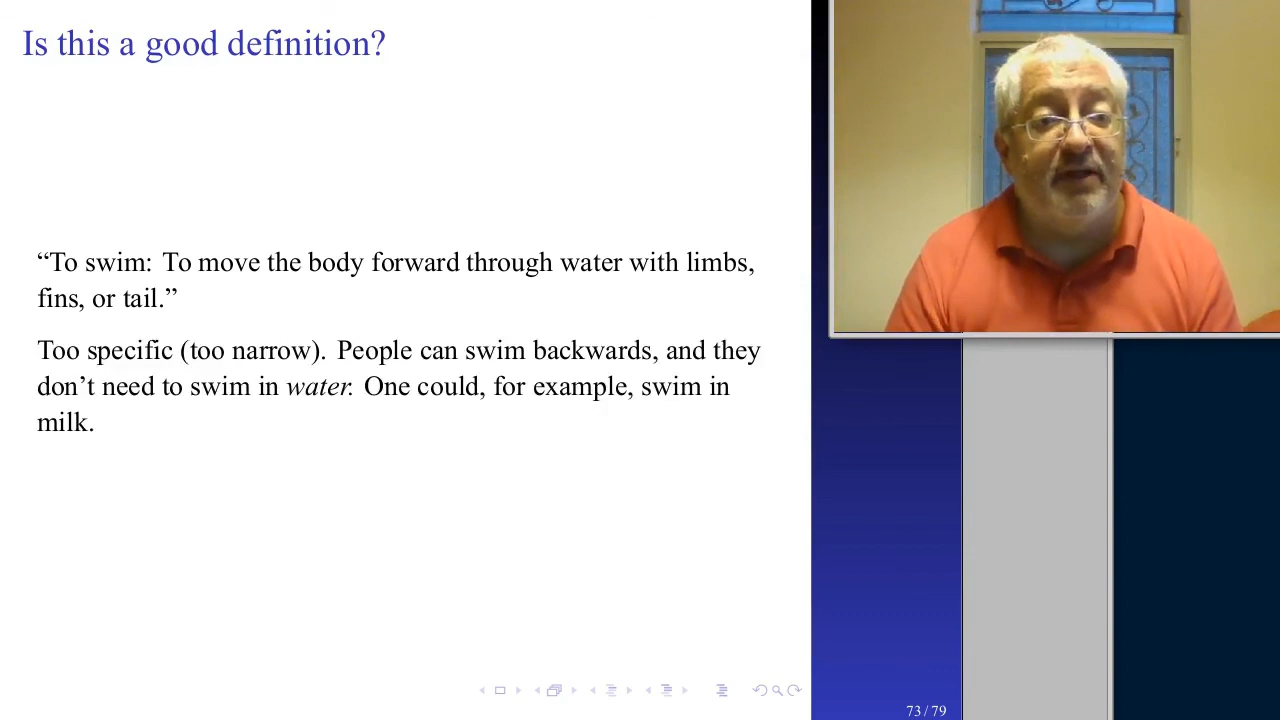 Is this a good definition?
“To swim: To move the body forward through water with limbs,
fins, or tail.”
Too specific (too narrow). People can swim backwards, and they
don’t need to swim in water. One could, for example, swim in
milk.
73 / 79